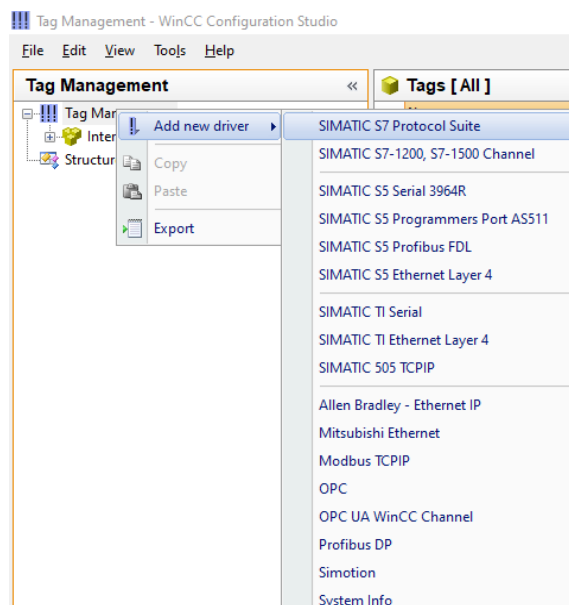 Tag Management - WinCC Configuration Studio
File Edit View Tools Help
Tag Management «
Tags [ All ]
Tag Mar
Inter
Structur
Add new driver
Copy
Paste
Export
SIMATIC S7 Protocol Suite
SIMATIC S7-1200, S7-1500 Channel
SIMATIC S5 Serial 3964R
SIMATIC S5 Programmers Port AS511
SIMATIC S5 Profibus FDL
SIMATIC S5 Ethernet Layer 4
SIMATIC TI Serial
SIMATIC TI Ethernet Layer 4
SIMATIC 505 TCPIP
Allen Bradley - Ethernet IP
Mitsubishi Ethernet
Modbus TCPIP
OPC
OPC UA WinCC Channel
Profibus DP
Simotion
System Info